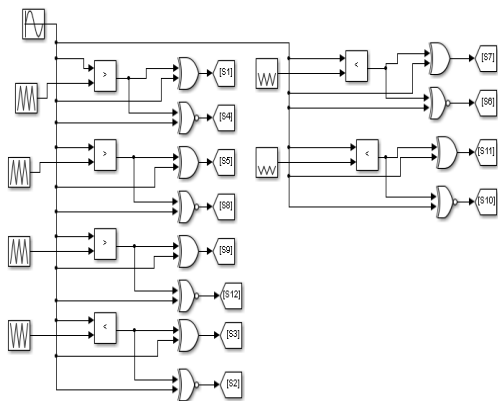 >
[S1]
[S4]
>
[S5]
[S8]
>
[S9]
[S12]
<
[S3]
[S2]
<
[S7]
[S6]
<
[S11]
[S10]